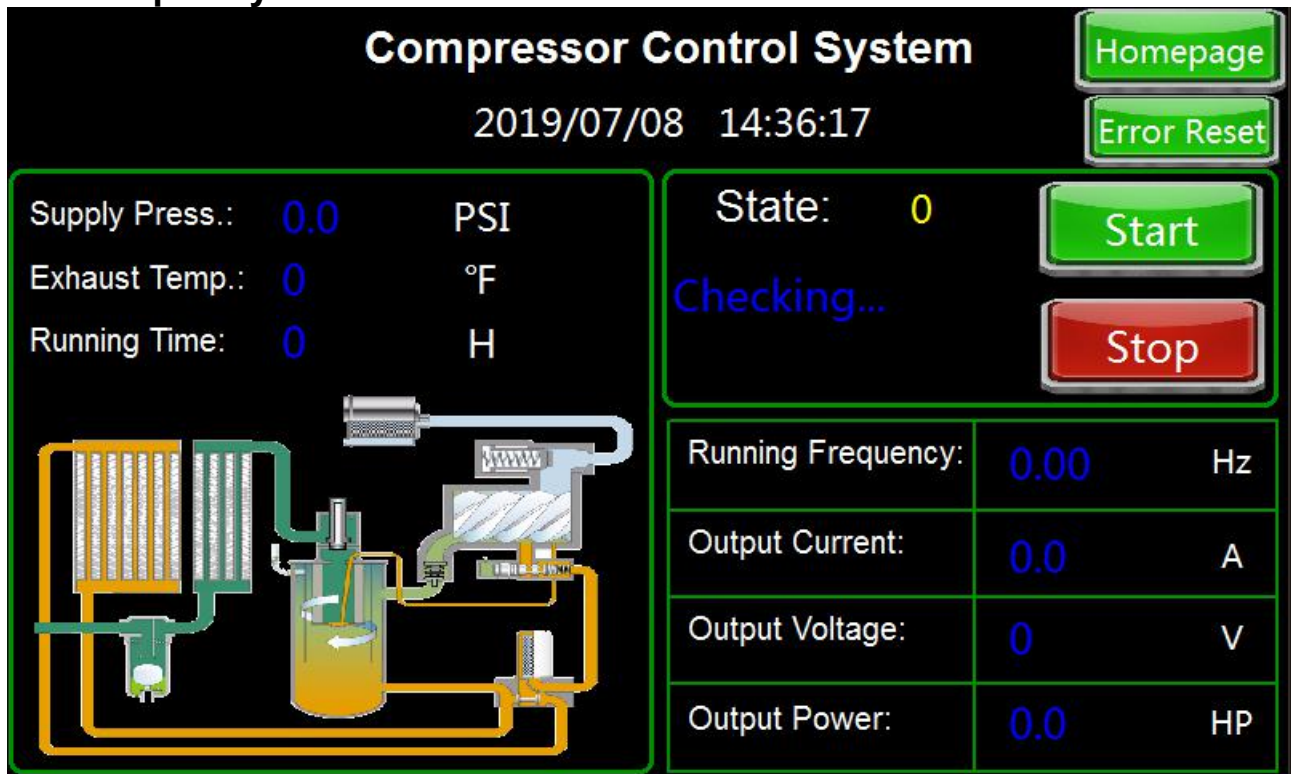 Compressor Control System
Homepage
2019/07/08 14:36:17
Error Reset
Supply Press.: 0.0 PSI
Exhaust Temp.: 0 °F
Running Time: 0 H
State: 0
Start
Checking...
Stop
Running Frequency: 0.00 Hz
Output Current: 0.0 A
Output Voltage: 0 V
Output Power: 0.0 HP